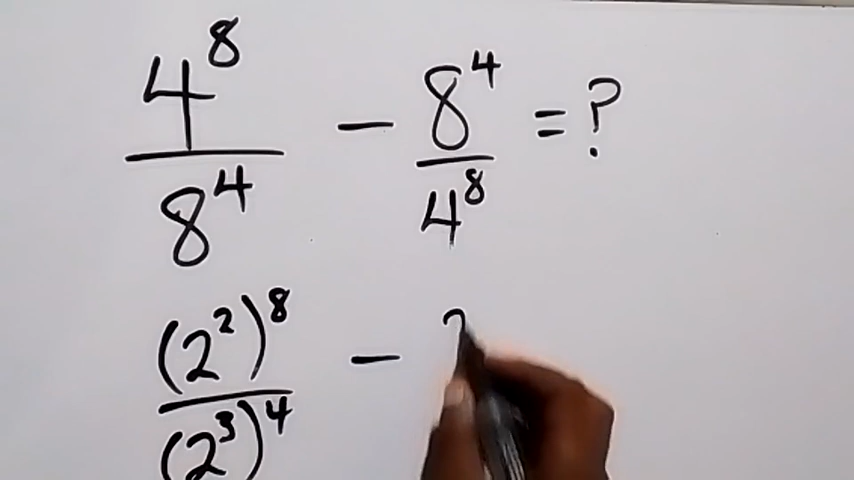 4^8/8^4 - 8^4/4^8 = ?
(2^2)^8/(2^3)^4 -